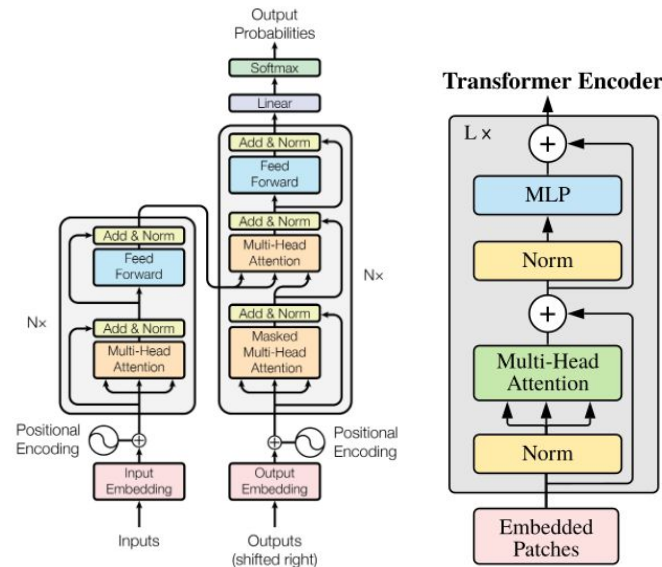 Output
Probabilities
Softmax
Linear
Add & Norm
Feed
Forward
Add & Norm
Multi-Head
Attention
Add & Norm
Masked
Multi-Head
Attention
N×
Add & Norm
Feed
Forward
Add & Norm
Multi-Head
Attention
N×
Positional
Encoding
Positional
Encoding
Input
Embedding
Output
Embedding
Inputs
Outputs
(shifted right)
Transformer Encoder
L ×
+
MLP
Norm
+
Multi-Head
Attention
Norm
Embedded
Patches